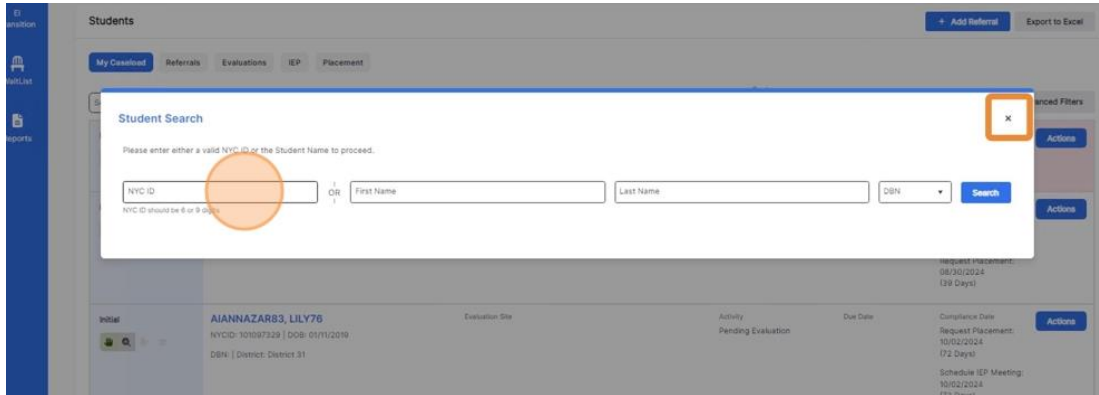 EI
ansition
Students
+ Add Referral
Export to Excel
WaitList
My Caseload
Referrals
Evaluations
IEP
Placement
anced Filters
Reports
Student Search
×
Actions
Please enter either a valid NYC ID or the Student Name to proceed.
NYC ID
OR
First Name
Last Name
DBN
Search
NYC ID should be 6 or 9 digits
Actions
Request Placement:
08/30/2024
(39 Days)
Initial
AIANNAZAR83, LILY76
Evaluation Site
Activity
Due Date
Compliance Date
Actions
NYCID: 101097329 | DOB: 01/11/2019
Pending Evaluation
Request Placement:
10/02/2024
(72 Days)
DBN: | District: District 31
Schedule IEP Meeting:
10/02/2024